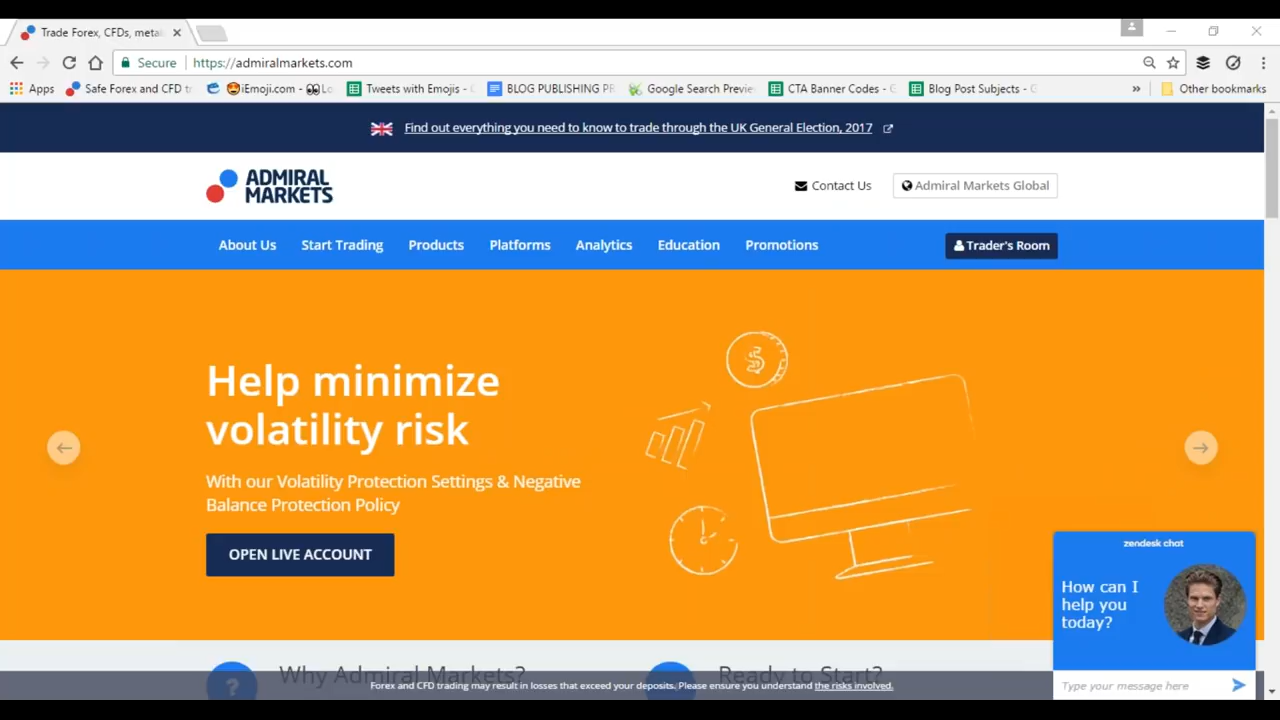 Trade Forex, CFDs, meta
Secure
https://admiralmarkets.com
Apps
Safe Forex and CFD tr
iEmoji.com -
Lo
Tweets with Emojis -
BLOG PUBLISHING PR
Google Search Previe
CTA Banner Codes -
Blog Post Subjects -
»
Other bookmarks
Find out everything you need to know to trade through the UK General Election, 2017
ADMIRAL
MARKETS
Contact Us
Admiral Markets Global
About Us
Start Trading
Products
Platforms
Analytics
Education
Promotions
Trader's Room
Help minimize
volatility risk
With our Volatility Protection Settings & Negative
Balance Protection Policy
OPEN LIVE ACCOUNT
$
zendesk chat
How can I
help you
today?
? Why Admiral Markets?
Ready to Start?
Forex and CFD trading may result in losses that exceed your deposits. Please ensure you understand the risks involved.
Type your message here